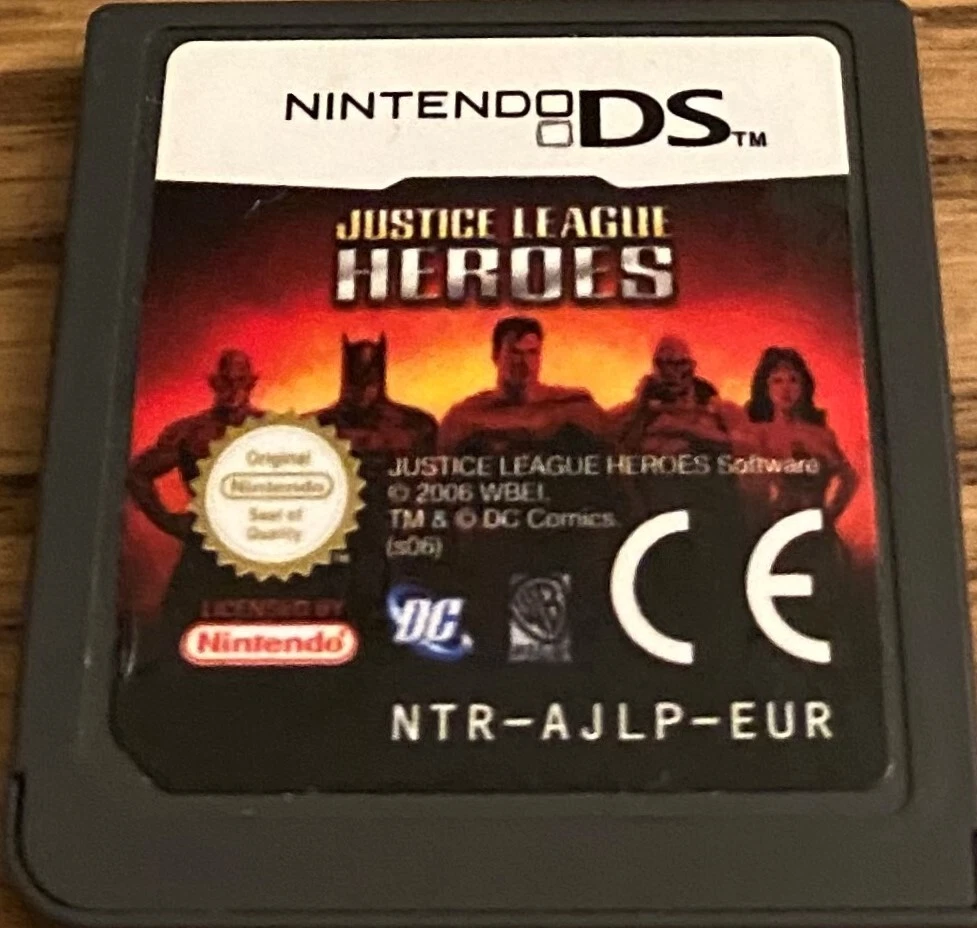 NINTENDO DS™
JUSTICE LEAGUE
HEROES
Original
Nintendo
Seal of
Quality
JUSTICE LEAGUE HEROES Software
© 2006 WBEI.
TM & © DC Comics.
(s06)
LICENSED BY
Nintendo®
DC
WB
CE
NTR-AJLP-EUR